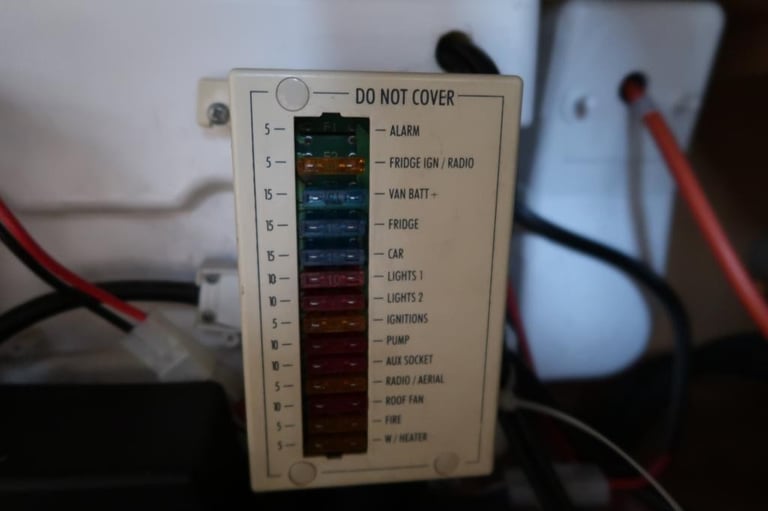 DO NOT COVER
5 — F1 — ALARM
5 — F2 — FRIDGE IGN / RADIO
15 — — VAN BATT +
15 — — FRIDGE
15 — — CAR
10 — — LIGHTS 1
10 — — LIGHTS 2
5 — — IGNITIONS
10 — — PUMP
10 — — AUX SOCKET
5 — — RADIO / AERIAL
10 — — ROOF FAN
5 — — FIRE
5 — — W / HEATER